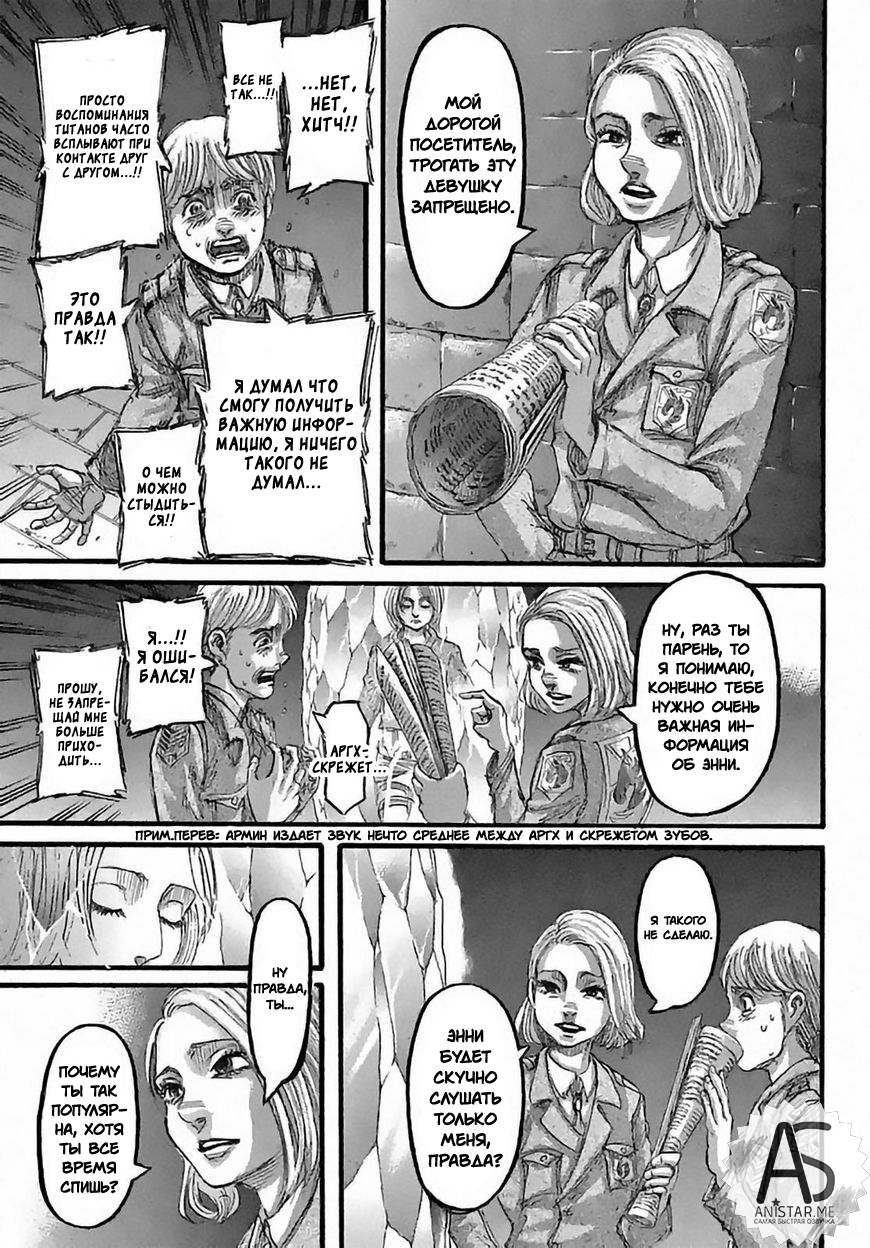 МОЙ
ДОРОГОЙ
ПОСЕТИТЕЛЬ,
ТРОГАТЬ ЭТУ
ДЕВУШКУ
ЗАПРЕЩЕНО.
...НЕТ,
НЕТ,
ХИТЧ!!
ВСЕ НЕ
ТАК...!!
ПРОСТО
ВОСПОМИНАНИЯ
ТИТАНОВ ЧАСТО
ВСПЛЫВАЮТ ПРИ
КОНТАКТЕ ДРУГ
С ДРУГОМ...!!
ЭТО
ПРАВДА
ТАК!!
Я ДУМАЛ ЧТО
СМОГУ ПОЛУЧИТЬ
ВАЖНУЮ ИНФОР-
МАЦИЮ, Я НИЧЕГО
ТАКОГО НЕ
ДУМАЛ...
О ЧЕМ
МОЖНО
СТЫДИТЬ-
СЯ!!
НУ, РАЗ ТЫ
ПАРЕНЬ, ТО
Я ПОНИМАЮ,
КОНЕЧНО ТЕБЕ
НУЖНО ОЧЕНЬ
ВАЖНАЯ ИН-
ФОРМАЦИЯ
ОБ ЭННИ.
АРГХ-
СКРЕЖЕТ...
Я...!!
Я ОШИ-
БАЛСЯ!
ПРОШУ,
НЕ ЗАПРЕ-
ЩАЙ МНЕ
БОЛЬШЕ
ПРИХО-
ДИТЬ...
ПРИМ.ПЕРЕВ: АРМИН ИЗДАЕТ ЗВУК НЕЧТО СРЕДНЕЕ МЕЖДУ АРГХ И СКРЕЖЕТОМ ЗУБОВ.
Я ТАКОГО
НЕ СДЕЛАЮ.
ЭННИ
БУДЕТ
СКУЧНО
СЛУШАТЬ
ТОЛЬКО
МЕНЯ,
ПРАВДА?
НУ
ПРАВДА,
ТЫ...
ПОЧЕМУ
ТЫ ТАК
ПОПУЛЯР-
НА, ХОТЯ
ТЫ ВСЕ
ВРЕМЯ
СПИШЬ?
AS
ANISTAR.ME
САМАЯ БЫСТРАЯ ОЗВУЧКА